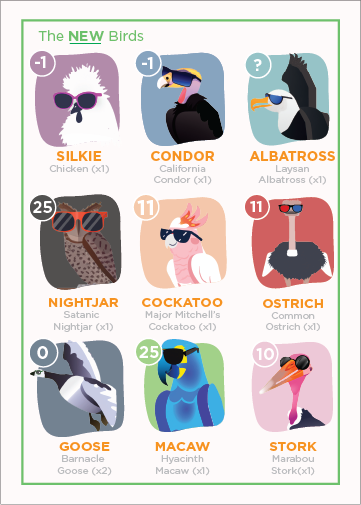 The NEW Birds
-1
-1
?
SILKIE
Chicken (x1)
CONDOR
California
Condor (x1)
ALBATROSS
Laysan
Albatross (x1)
25
11
11
NIGHTJAR
Satanic
Nightjar (x1)
COCKATOO
Major Mitchell's
Cockatoo (x1)
OSTRICH
Common
Ostrich (x1)
0
25
10
GOOSE
Barnacle
Goose (x2)
MACAW
Hyacinth
Macaw (x1)
STORK
Marabou
Stork(x1)